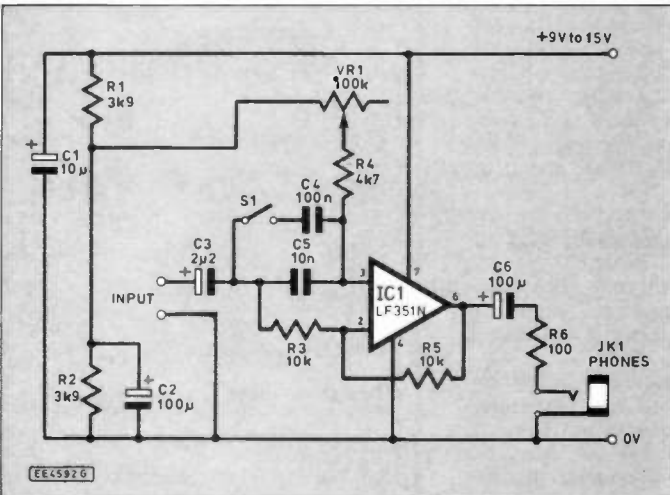 +9V to 15V
R1
3k9
VR1
100k
C1
10µ
+
R4
4k7
C4
100n
S1
C3
2µ2
+
C5
10n
3
7
INPUT
IC1
LF351N
6
C6
100µ
+
2
4
R3
10k
R5
10k
R6
100
JK1
PHONES
R2
3k9
+
C2
100µ
0V
EE4592G